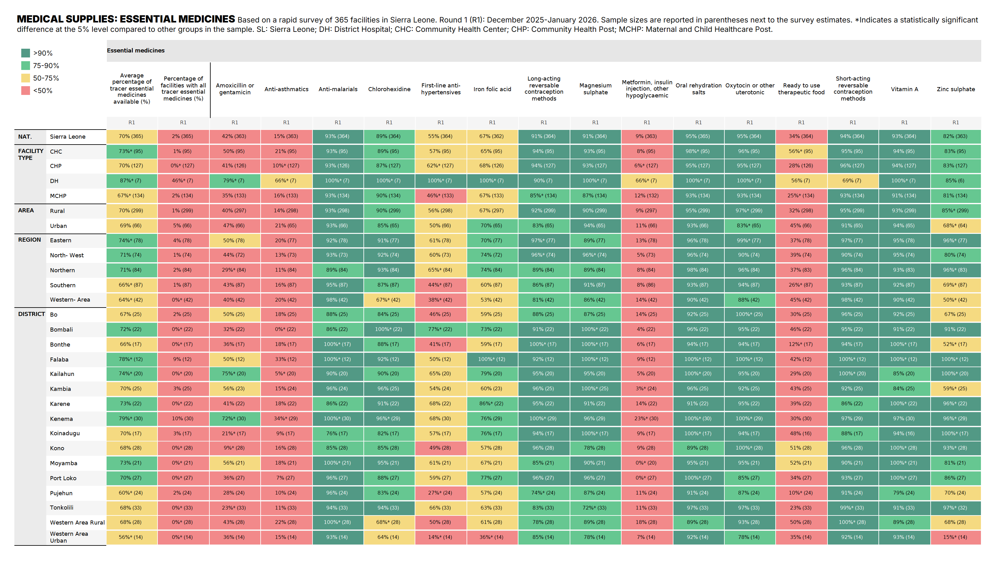 MEDICAL SUPPLIES: ESSENTIAL MEDICINES Based on a rapid survey of 365 facilities in Sierra Leone. Round 1 (R1): December 2025-January 2026. Sample sizes are reported in parentheses next to the survey estimates. *Indicates a statistically significant
difference at the 5% level compared to other groups in the sample. SL: Sierra Leone; DH: District Hospital; CHC: Community Health Center; CHP: Community Health Post; MCHP: Maternal and Child Healthcare Post.
>90%
75-90%
50-75%
<50%
Essential medicines
Average percentage of tracer essential medicines available (%)
Percentage of facilities with all tracer essential medicines (%)
Amoxicillin or gentamicin
Anti-asthmatics
Anti-malarials
Chlorohexidine
First-line anti-hypertensives
Iron folic acid
Long-acting reversable contraception methods
Magnesium sulphate
Metformin, insulin injection, other hypoglycaemic
Oral rehydration salts
Oxytocin or other uterotonic
Ready to use therapeutic food
Short-acting reversable contraception methods
Vitamin A
Zinc sulphate
R1 R1 R1 R1 R1 R1 R1 R1 R1 R1 R1 R1 R1 R1 R1 R1 R1
NAT. Sierra Leone 70% (365) 2% (365) 42% (363) 15% (363) 93% (364) 89% (364) 55% (364) 67% (362) 91% (364) 91% (364) 9% (363) 95% (365) 95% (364) 34% (364) 94% (364) 93% (364) 82% (363)
FACILITY TYPE CHC 73%* (95) 1% (95) 50% (95) 21% (95) 93% (95) 89% (95) 57% (95) 65% (95) 94% (95) 93% (95) 8% (95) 98%* (95) 96% (95) 56%* (95) 95% (95) 94% (95) 83% (95)
CHP 70% (127) 0%* (127) 41% (126) 10%* (127) 93% (126) 87% (127) 62%* (127) 68% (126) 94% (127) 93% (127) 6%* (127) 95% (127) 95% (127) 28% (126) 96% (127) 94% (127) 83% (127)
DH 87%* (7) 46%* (7) 79%* (7) 66%* (7) 100%* (7) 100%* (7) 100%* (7) 100%* (7) 90% (7) 100%* (7) 66%* (7) 100%* (7) 100%* (7) 56% (7) 69% (7) 100%* (7) 85% (6)
MCHP 67%* (134) 2% (134) 35% (133) 16% (133) 93% (134) 90% (134) 46%* (133) 67% (133) 85%* (134) 87% (134) 12% (132) 93% (134) 93% (134) 25%* (134) 93% (134) 91% (134) 81% (134)
AREA Rural 70% (299) 1% (299) 40% (297) 14% (298) 93% (298) 90% (299) 56% (298) 67% (297) 92% (299) 90% (299) 9% (297) 95% (299) 97%* (299) 32% (298) 95% (299) 93% (299) 85%* (299)
Urban 69% (66) 5% (66) 47% (66) 21% (65) 93% (66) 85% (65) 50% (66) 70% (65) 83% (65) 94% (65) 11% (66) 93% (66) 83%* (65) 45% (66) 91% (65) 94% (65) 68%* (64)
REGION Eastern 74%* (78) 4% (78) 50% (78) 20% (77) 92% (78) 91% (77) 61% (78) 70% (77) 97%* (77) 89% (77) 13% (78) 96% (78) 99%* (77) 37% (78) 97% (77) 95% (78) 96%* (77)
North- West 71% (74) 1% (74) 44% (72) 13% (73) 93% (73) 92% (74) 60% (73) 74% (72) 96%* (74) 96%* (74) 5% (73) 96% (74) 90% (74) 39% (74) 90% (74) 95% (74) 80% (74)
Northern 71% (84) 2% (84) 29%* (84) 11% (84) 89% (84) 93% (84) 65%* (84) 74% (84) 89% (84) 89% (84) 8% (84) 98% (84) 96% (84) 37% (83) 96% (84) 93% (83) 96%* (83)
Southern 66%* (87) 1% (87) 43% (87) 16% (87) 95% (87) 87% (87) 44%* (87) 60% (87) 86% (87) 91% (87) 8% (86) 93% (87) 94% (87) 26%* (87) 93% (87) 92% (87) 69%* (87)
Western- Area 64%* (42) 0%* (42) 40% (42) 20% (42) 98% (42) 67%* (42) 38%* (42) 53% (42) 81% (42) 86% (42) 14% (42) 90% (42) 88% (42) 45% (42) 98% (42) 90% (42) 50%* (42)
DISTRICT Bo 67% (25) 2% (25) 50% (25) 18% (25) 88% (25) 84% (25) 46% (25) 59% (25) 88% (25) 87% (25) 14% (25) 92% (25) 100%* (25) 30% (25) 96% (25) 92% (25) 67% (25)
Bombali 72% (22) 0%* (22) 32% (22) 0%* (22) 86% (22) 100%* (22) 77%* (22) 73% (22) 91% (22) 100%* (22) 4% (22) 96% (22) 95% (22) 46% (22) 95% (22) 91% (22) 91% (22)
Bonthe 66% (17) 0%* (17) 36% (17) 18% (17) 100%* (17) 88% (17) 41% (17) 59% (17) 100%* (17) 100%* (17) 6% (17) 94% (17) 94% (17) 12%* (17) 94% (17) 100%* (17) 52%* (17)
Falaba 78%* (12) 9% (12) 50% (12) 33% (12) 100%* (12) 92% (12) 50% (12) 100%* (12) 92% (12) 100%* (12) 9% (12) 100%* (12) 100%* (12) 42% (12) 100%* (12) 100%* (12) 100%* (12)
Kailahun 74%* (20) 0%* (20) 75%* (20) 5%* (20) 90% (20) 90% (20) 65% (20) 79% (20) 95% (20) 95% (20) 5% (20) 100%* (20) 95% (20) 29% (20) 100%* (20) 85% (20) 100%* (20)
Kambia 70% (25) 3% (25) 56% (23) 15% (24) 96% (24) 96% (25) 54% (24) 60% (23) 96% (25) 100%* (25) 3%* (24) 96% (25) 92% (25) 43% (25) 92% (25) 84% (25) 59%* (25)
Karene 73% (22) 0%* (22) 41% (22) 18% (22) 86% (22) 91% (22) 68% (22) 86%* (22) 95% (22) 91% (22) 14% (22) 91% (22) 95% (22) 39% (22) 86% (22) 100%* (22) 96%* (22)
Kenema 79%* (30) 10% (30) 72%* (30) 34%* (29) 100%* (30) 96%* (29) 68% (30) 76% (29) 100%* (29) 96% (29) 23%* (30) 100%* (30) 100%* (29) 30% (30) 97% (29) 97% (30) 96%* (29)
Koinadugu 70% (17) 3% (17) 21%* (17) 9% (17) 76% (17) 82% (17) 57% (17) 76% (17) 94% (17) 100%* (17) 9% (17) 100%* (17) 94% (17) 48% (16) 88% (17) 94% (16) 100%* (17)
Kono 68% (28) 0%* (28) 9%* (28) 16% (28) 85% (28) 85% (28) 49% (28) 57% (28) 96% (28) 78% (28) 9% (28) 89% (28) 100%* (28) 51% (28) 96% (28) 100%* (28) 93%* (28)
Moyamba 73% (21) 0%* (21) 56% (21) 18% (21) 100%* (21) 95% (21) 61% (21) 67% (21) 85% (21) 90% (21) 0%* (20) 95% (21) 95% (21) 52% (21) 90% (21) 100%* (21) 81% (21)
Port Loko 70% (27) 0%* (27) 36% (27) 7% (27) 96% (27) 88% (27) 59% (27) 77% (27) 96% (27) 96% (27) 0%* (27) 100%* (27) 85% (27) 34% (27) 93% (27) 100%* (27) 86% (27)
Pujehun 60%* (24) 2% (24) 28% (24) 10% (24) 96% (24) 83% (24) 27%* (24) 57% (24) 74%* (24) 87% (24) 11% (24) 91% (24) 87% (24) 10%* (24) 91% (24) 79% (24) 70% (24)
Tonkolili 68% (33) 0%* (33) 23%* (33) 11% (33) 94% (33) 94% (33) 66% (33) 63% (33) 83% (33) 72%* (33) 11% (33) 97% (33) 97% (33) 23% (33) 99%* (33) 91% (33) 97%* (32)
Western Area Rural 68% (28) 0%* (28) 43% (28) 22% (28) 100%* (28) 68%* (28) 50% (28) 61% (28) 78% (28) 89% (28) 18% (28) 89% (28) 93% (28) 50% (28) 100%* (28) 89% (28) 68% (28)
Western Area Urban 56%* (14) 0%* (14) 36% (14) 15% (14) 93% (14) 64% (14) 14%* (14) 36%* (14) 85% (14) 78% (14) 7% (14) 92% (14) 78% (14) 35% (14) 92% (14) 93% (14) 15%* (14)